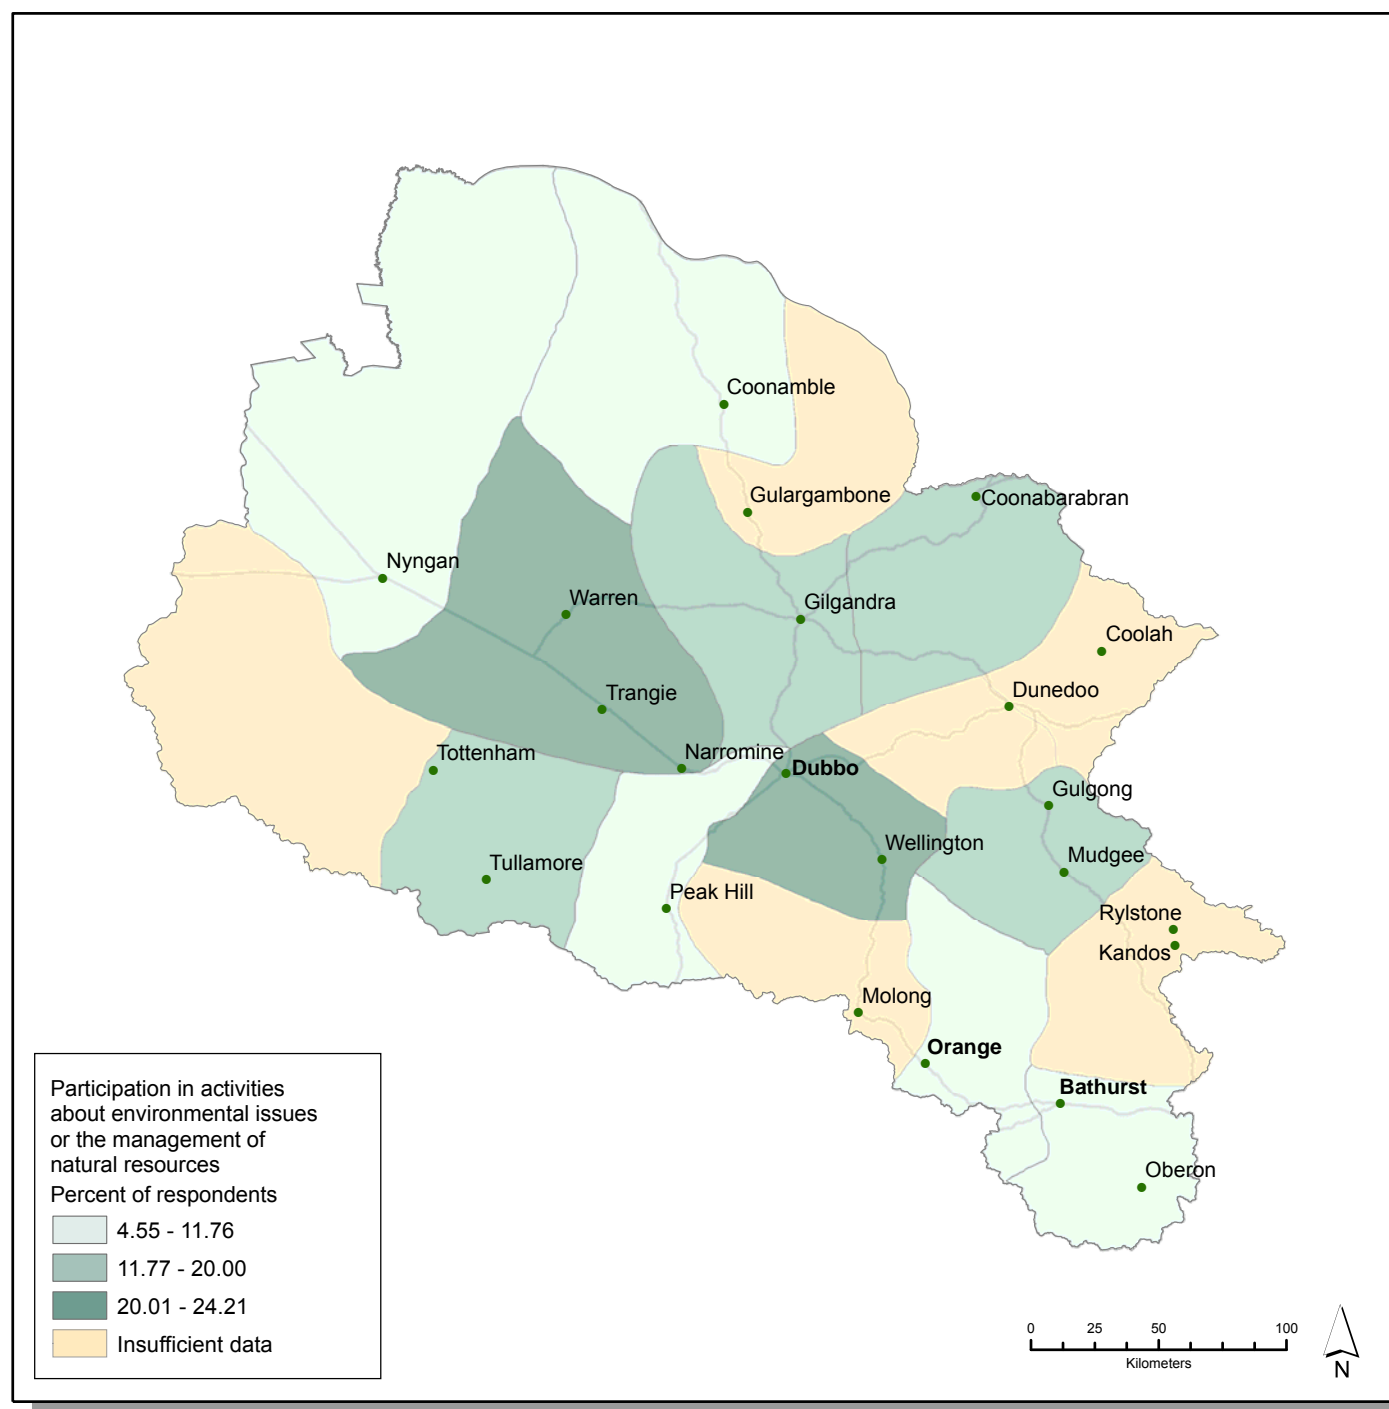 Coonamble
Gulargambone
Coonabarabran
Nyngan
Warren
Gilgandra
Coolah
Trangie
Dunedoo
Tottenham
Narromine
Dubbo
Gulgong
Tullamore
Wellington
Mudgee
Peak Hill
Rylstone
Kandos
Molong
Orange
Bathurst
Oberon
Participation in activities
about environmental issues
or the management of
natural resources
Percent of respondents
4.55 - 11.76
11.77 - 20.00
20.01 - 24.21
Insufficient data
0 25 50 100
Kilometers
N